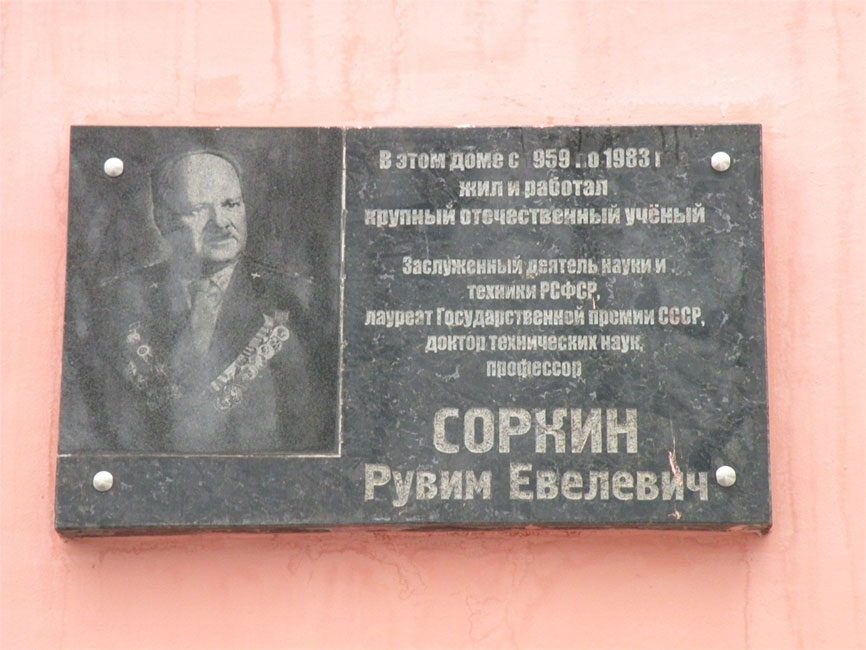 В этом доме с 959 по 1983 г
жил и работал
крупный отечественный учёный
Заслуженный деятель науки и
техники РСФСР
лауреат Государственной премии СССР,
доктор технических наук,
профессор
СОРКИН
Рувим Евелевич